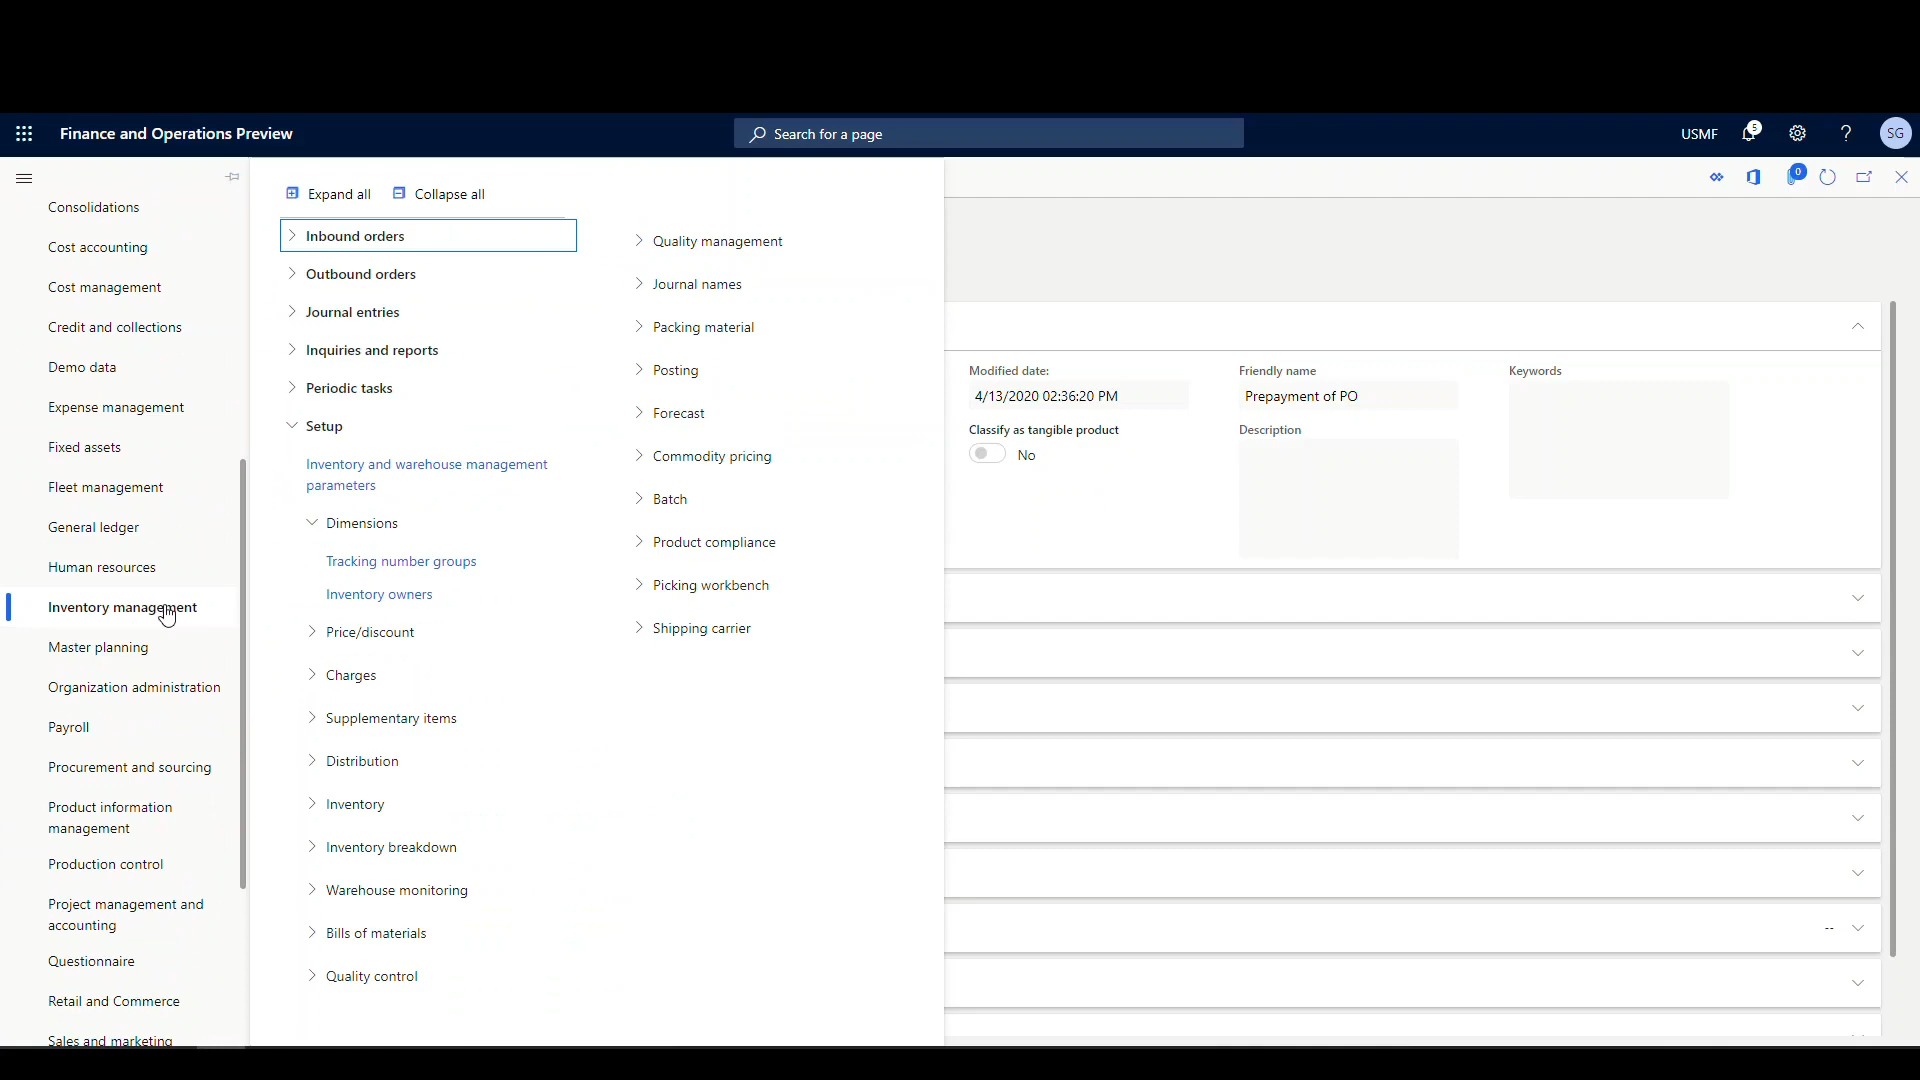 Finance and Operations Preview
Search for a page
USMF
5
?
SG
0
Consolidations
Cost accounting
Cost management
Credit and collections
Demo data
Expense management
Fixed assets
Fleet management
General ledger
Human resources
Inventory management
Master planning
Organization administration
Payroll
Procurement and sourcing
Product information
management
Production control
Project management and
accounting
Questionnaire
Retail and Commerce
Sales and marketing
Expand all
Collapse all
Inbound orders
Outbound orders
Journal entries
Inquiries and reports
Periodic tasks
Setup
Inventory and warehouse management
parameters
Dimensions
Tracking number groups
Inventory owners
Price/discount
Charges
Supplementary items
Distribution
Inventory
Inventory breakdown
Warehouse monitoring
Bills of materials
Quality control
Quality management
Journal names
Packing material
Posting
Forecast
Commodity pricing
Batch
Product compliance
Picking workbench
Shipping carrier
Modified date:
4/13/2020 02:36:20 PM
Classify as tangible product
No
Friendly name
Prepayment of PO
Description
Keywords
--